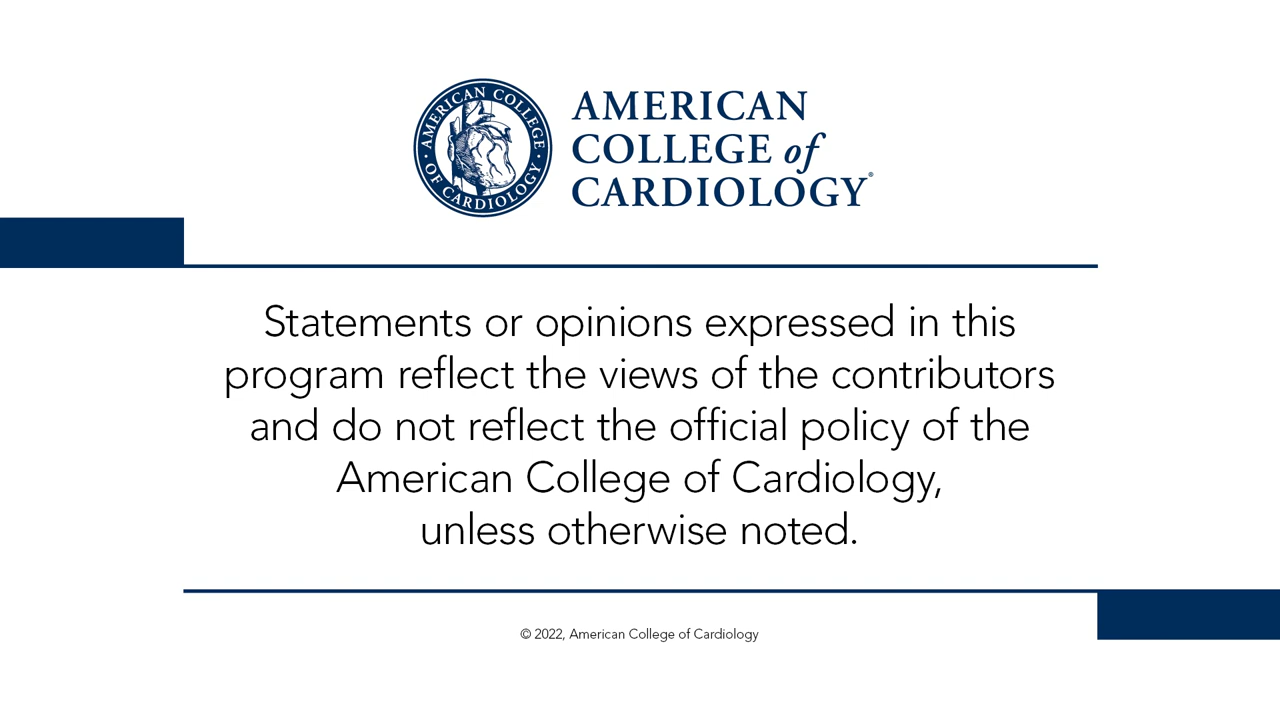 AMERICAN COLLEGE
OF CARDIOLOGY
AMERICAN
COLLEGE of
CARDIOLOGY®
Statements or opinions expressed in this
program reflect the views of the contributors
and do not reflect the official policy of the
American College of Cardiology,
unless otherwise noted.
© 2022, American College of Cardiology